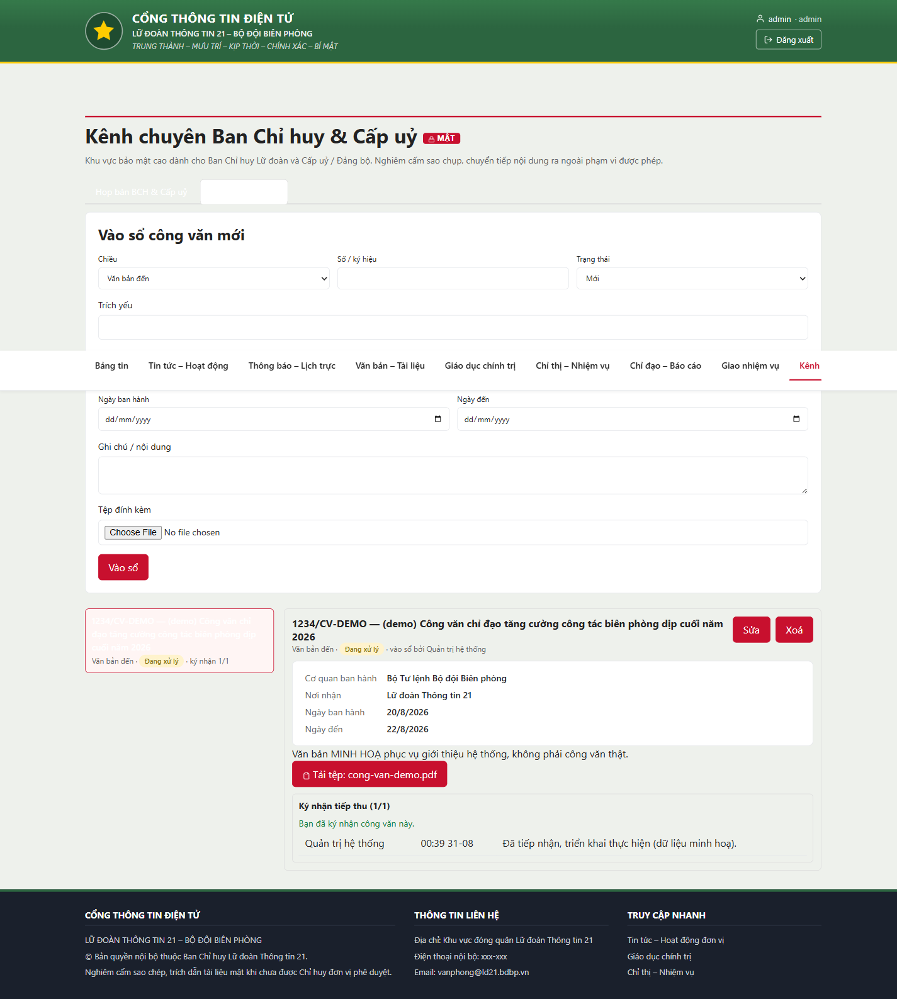 CỔNG THÔNG TIN ĐIỆN TỬ
LỮ ĐOÀN THÔNG TIN 21 – BỘ ĐỘI BIÊN PHÒNG
TRUNG THÀNH – MƯU TRÍ – KỊP THỜI – CHÍNH XÁC – BÍ MẬT
admin · admin
Đăng xuất
Kênh chuyên Ban Chỉ huy & Cấp uỷ MẬT
Khu vực bảo mật cao dành cho Ban Chỉ huy Lữ đoàn và Cấp uỷ / Đảng bộ. Nghiêm cấm sao chụp, chuyển tiếp nội dung ra ngoài phạm vi được phép.
Họp bàn BCH & Cấp uỷ
Vào sổ công văn mới
Chiều
Số / ký hiệu
Trạng thái
Văn bản đến
Mới
Trích yếu
Bảng tin
Tin tức – Hoạt động
Thông báo – Lịch trực
Văn bản – Tài liệu
Giáo dục chính trị
Chỉ thị – Nhiệm vụ
Chỉ đạo – Báo cáo
Giao nhiệm vụ
Kênh
Ngày ban hành
Ngày đến
dd/mm/yyyy
dd/mm/yyyy
Ghi chú / nội dung
Tệp đính kèm
Choose File No file chosen
Vào sổ
1234/CV-DEMO — (demo) Công văn chỉ
đạo tăng cường công tác biên phòng dịp
cuối năm 2026
Văn bản đến · Đang xử lý · ký nhận 1/1
1234/CV-DEMO — (demo) Công văn chỉ đạo tăng cường công tác biên phòng dịp cuối năm
2026
Văn bản đến · Đang xử lý · vào sổ bởi Quản trị hệ thống
Sửa
Xoá
Cơ quan ban hành Bộ Tư lệnh Bộ đội Biên phòng
Nơi nhận Lữ đoàn Thông tin 21
Ngày ban hành 20/8/2026
Ngày đến 22/8/2026
Văn bản MINH HOẠ phục vụ giới thiệu hệ thống, không phải công văn thật.
Tải tệp: cong-van-demo.pdf
Ký nhận tiếp thu (1/1)
Bạn đã ký nhận công văn này.
Quản trị hệ thống 00:39 31-08 Đã tiếp nhận, triển khai thực hiện (dữ liệu minh hoạ).
CỔNG THÔNG TIN ĐIỆN TỬ
LỮ ĐOÀN THÔNG TIN 21 – BỘ ĐỘI BIÊN PHÒNG
© Bản quyền nội bộ thuộc Ban Chỉ huy Lữ đoàn Thông tin 21.
Nghiêm cấm sao chép, trích dẫn tài liệu mật khi chưa được Chỉ huy đơn vị phê duyệt.
THÔNG TIN LIÊN HỆ
Địa chỉ: Khu vực đóng quân Lữ đoàn Thông tin 21
Điện thoại nội bộ: xxx-xxx
Email: vanphong@ld21.bdbp.vn
TRUY CẬP NHANH
Tin tức – Hoạt động đơn vị
Giáo dục chính trị
Chỉ thị – Nhiệm vụ